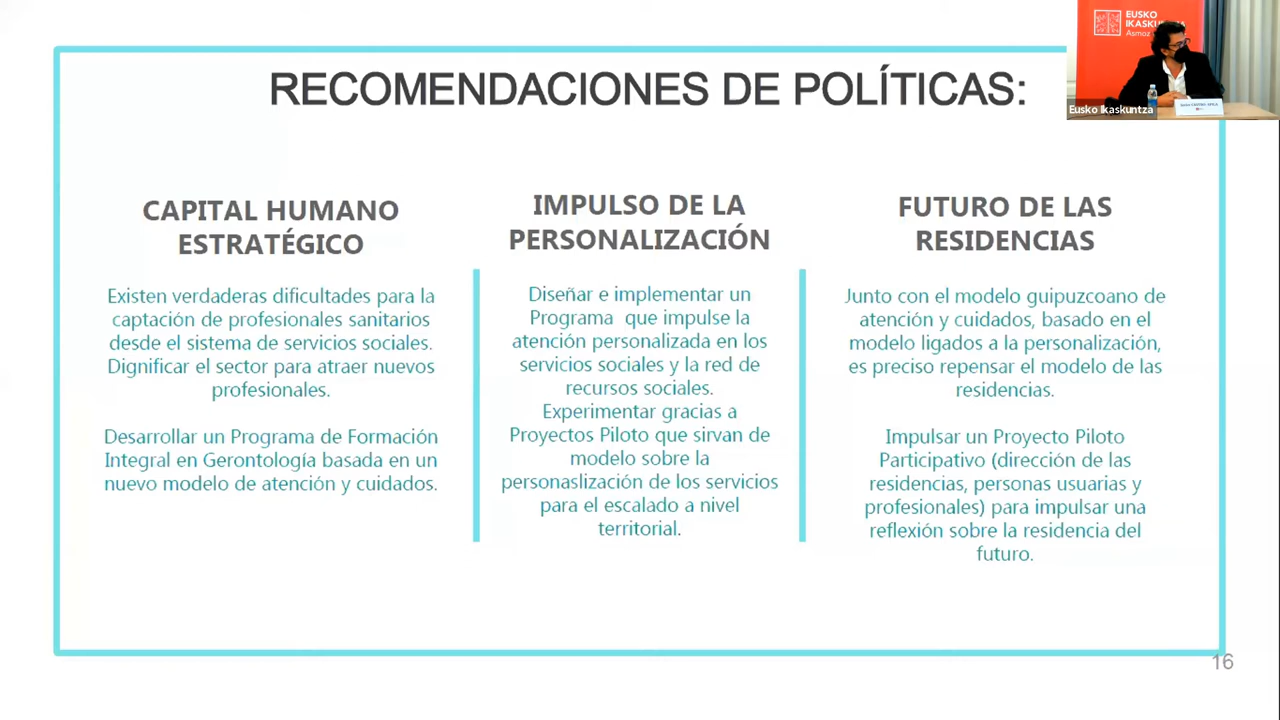 RECOMENDACIONES DE POLÍTICAS:
EUSKO
Asmoz
Eusko Ikaskuntza
CAPITAL HUMANO
ESTRATÉGICO
Existen verdaderas dificultades para la
captación de profesionales sanitarios
desde el sistema de servicios sociales.
Dignificar el sector para atraer nuevos
profesionales.
Desarrollar un Programa de Formación
Integral en Gerontología basada en un
nuevo modelo de atención y cuidados.
IMPULSO DE LA
PERSONALIZACIÓN
Diseñar e implementar un
Programa que impulse la
atención personalizada en los
servicios sociales y la red de
recursos sociales.
Experimentar gracias a
Proyectos Piloto que sirvan de
modelo sobre la
personaslización de los servicios
para el escalado a nivel
territorial.
FUTURO DE LAS
RESIDENCIAS
Junto con el modelo guipuzcoano de
atención y cuidados, basado en el
modelo ligados a la personalización,
es preciso repensar el modelo de las
residencias.
Impulsar un Proyecto Piloto
Participativo (dirección de las
residencias, personas usuarias y
profesionales) para impulsar una
reflexión sobre la residencia del
futuro.
16